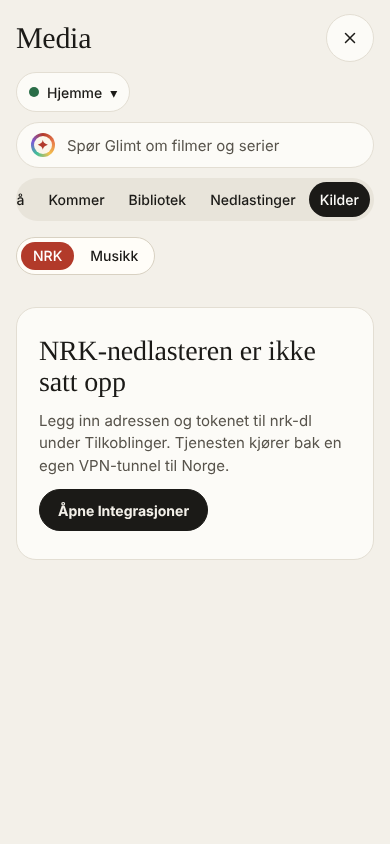 Media
Hjemme ▾
Spør Glimt om filmer og serier
å Kommer Bibliotek Nedlastinger Kilder
NRK Musikk
NRK-nedlasteren er ikke
satt opp
Legg inn adressen og tokenet til nrk-dl
under Tilkoblinger. Tjenesten kjører bak en
egen VPN-tunnel til Norge.
Åpne Integrasjoner